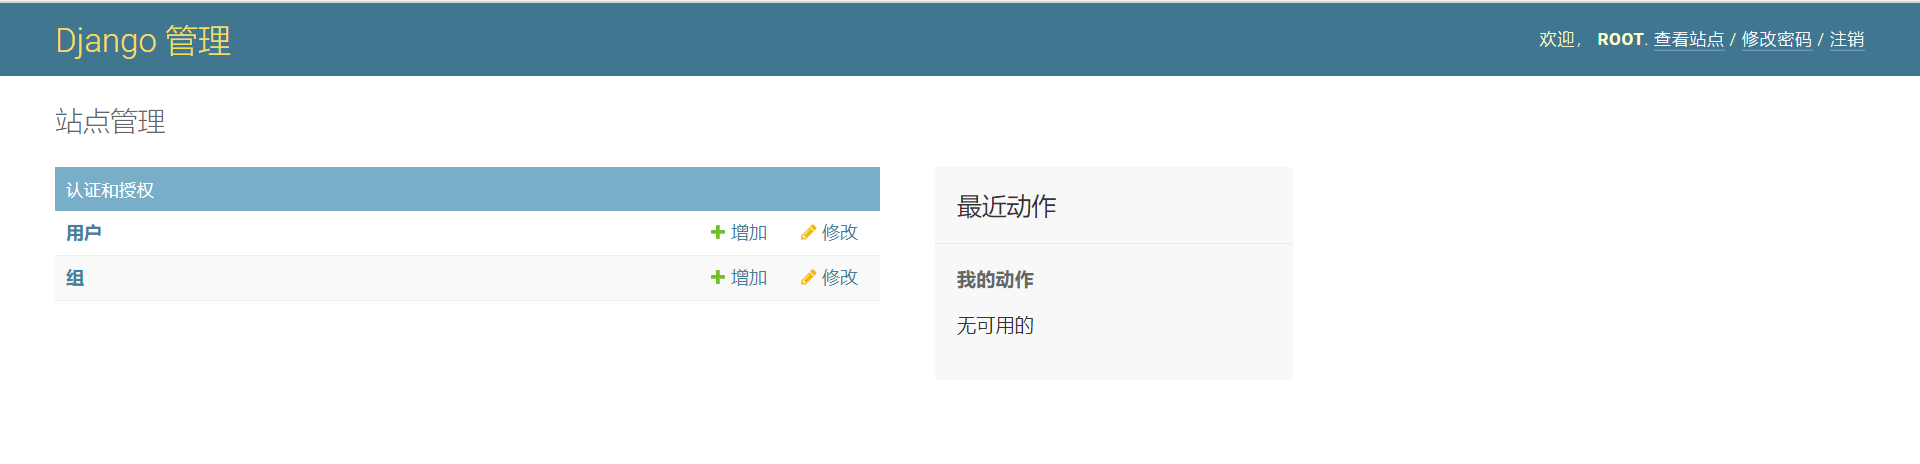 Django 管理
欢迎， ROOT. 查看站点 / 修改密码 / 注销
站点管理
认证和授权
用户 增加 修改
组 增加 修改
最近动作
我的动作
无可用的